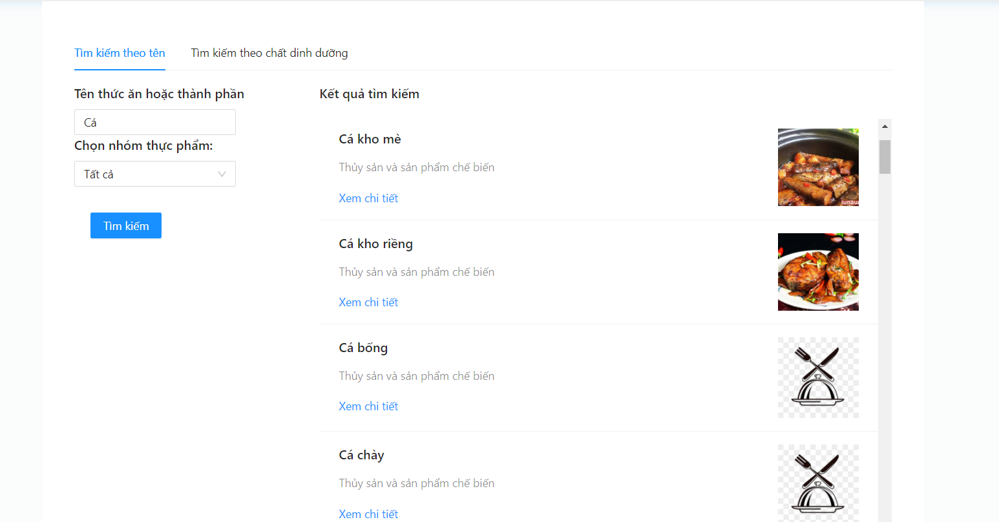 Tìm kiếm theo tên
Tìm kiếm theo chất dinh dưỡng
Tên thức ăn hoặc thành phần
Cá
Chọn nhóm thực phẩm:
Tất cả
Tìm kiếm
Kết quả tìm kiếm
Cá kho mè
Thủy sản và sản phẩm chế biến
Xem chi tiết
Cá kho riềng
Thủy sản và sản phẩm chế biến
Xem chi tiết
Cá bống
Thủy sản và sản phẩm chế biến
Xem chi tiết
Cá chày
Thủy sản và sản phẩm chế biến
Xem chi tiết